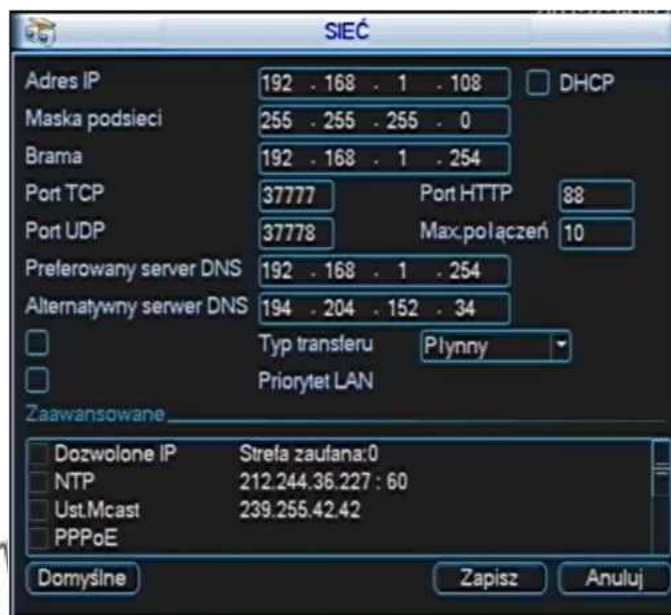 SIEĆ
Adres IP 192 . 168 . 1 . 108 DHCP
Maska podsieci 255 . 255 . 255 . 0
Brama 192 . 168 . 1 . 254
Port TCP 37777 Port HTTP 88
Port UDP 37778 Max.połączeń 10
Preferowany server DNS 192 . 168 . 1 . 254
Alternatywny serwer DNS 194 . 204 . 152 . 34
Typ transferu Płynny
Priorytet LAN
Zaawansowane
Dozwolone IP Strefa zaufana:0
NTP 212.244.36.227 : 60
Ust.Mcast 239.255.42.42
PPPoE
Domyślne Zapisz Anuluj